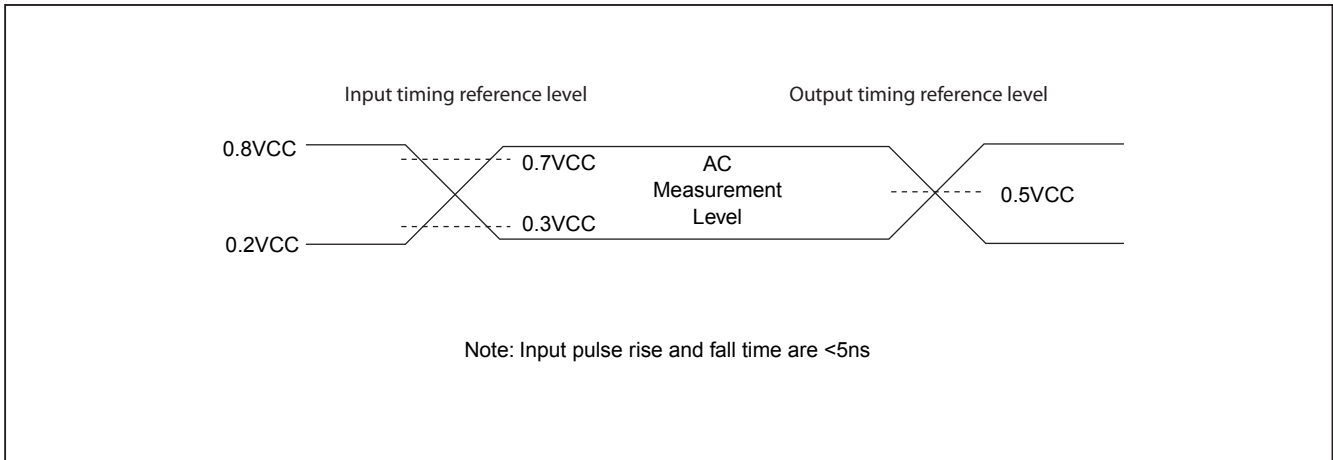 Input timing reference level
Output timing reference level
0.8VCC
0.7VCC
AC
Measurement
Level
0.5VCC
0.3VCC
0.2VCC
Note: Input pulse rise and fall time are <5ns